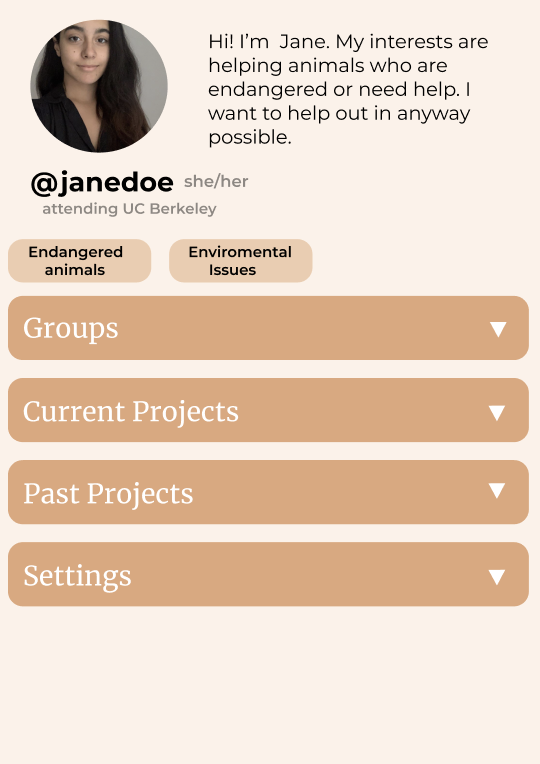 Hi! I’m  Jane. My interests are
helping animals who are
endangered or need help. I
want to help out in anyway
possible.
@janedoe she/her
attending UC Berkeley
Endangered
animals
Enviromental
Issues
Groups
Current Projects
Past Projects
Settings